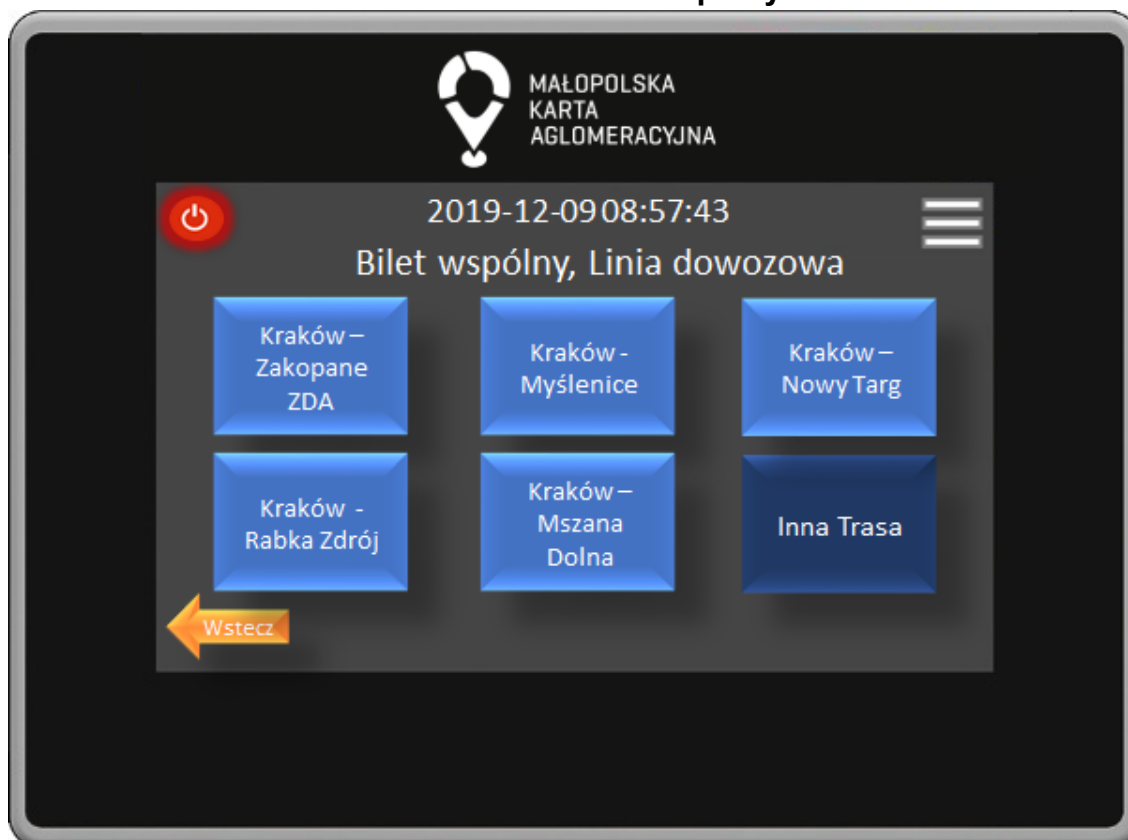 MAŁOPOLSKA
KARTA
AGLOMERACYJNA
2019-12-09 08:57:43
Bilet wspólny, Linia dowozowa
Kraków –
Zakopane
ZDA
Kraków -
Myślenice
Kraków –
Nowy Targ
Kraków -
Rabka Zdrój
Kraków –
Mszana
Dolna
Inna Trasa
Wstecz